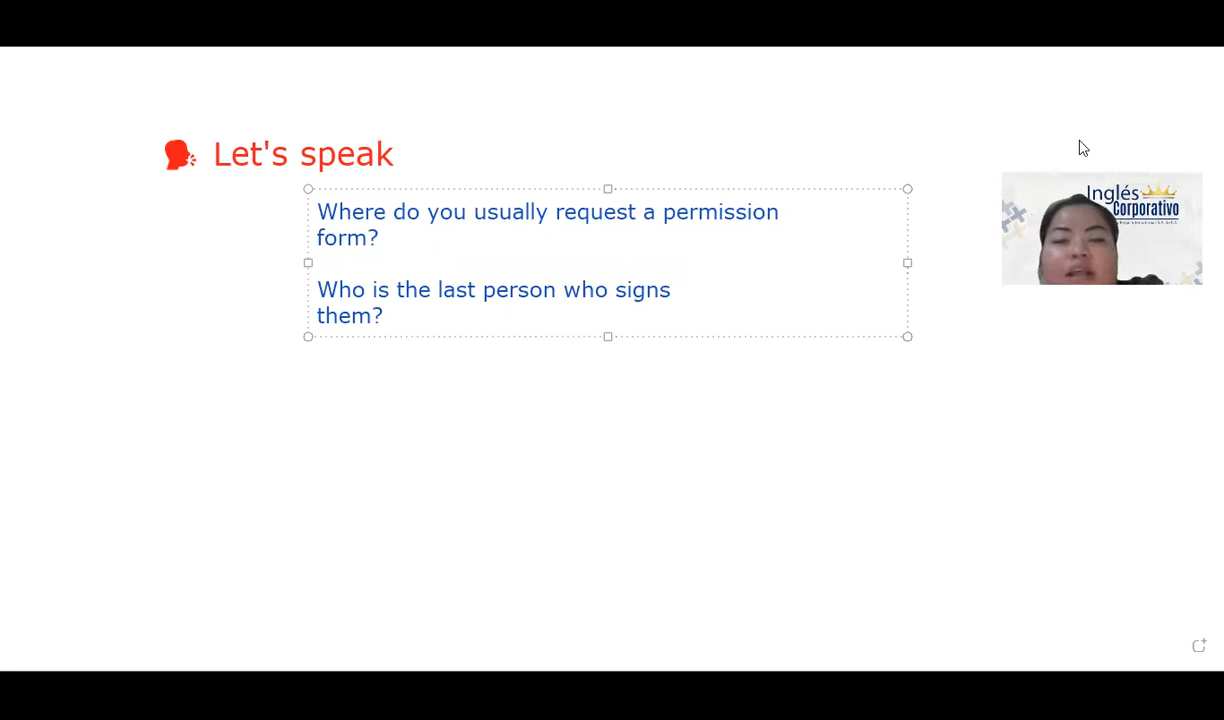 Let's speak
Where do you usually request a permission
form?
Who is the last person who signs
them?
Inglés
Corporativo